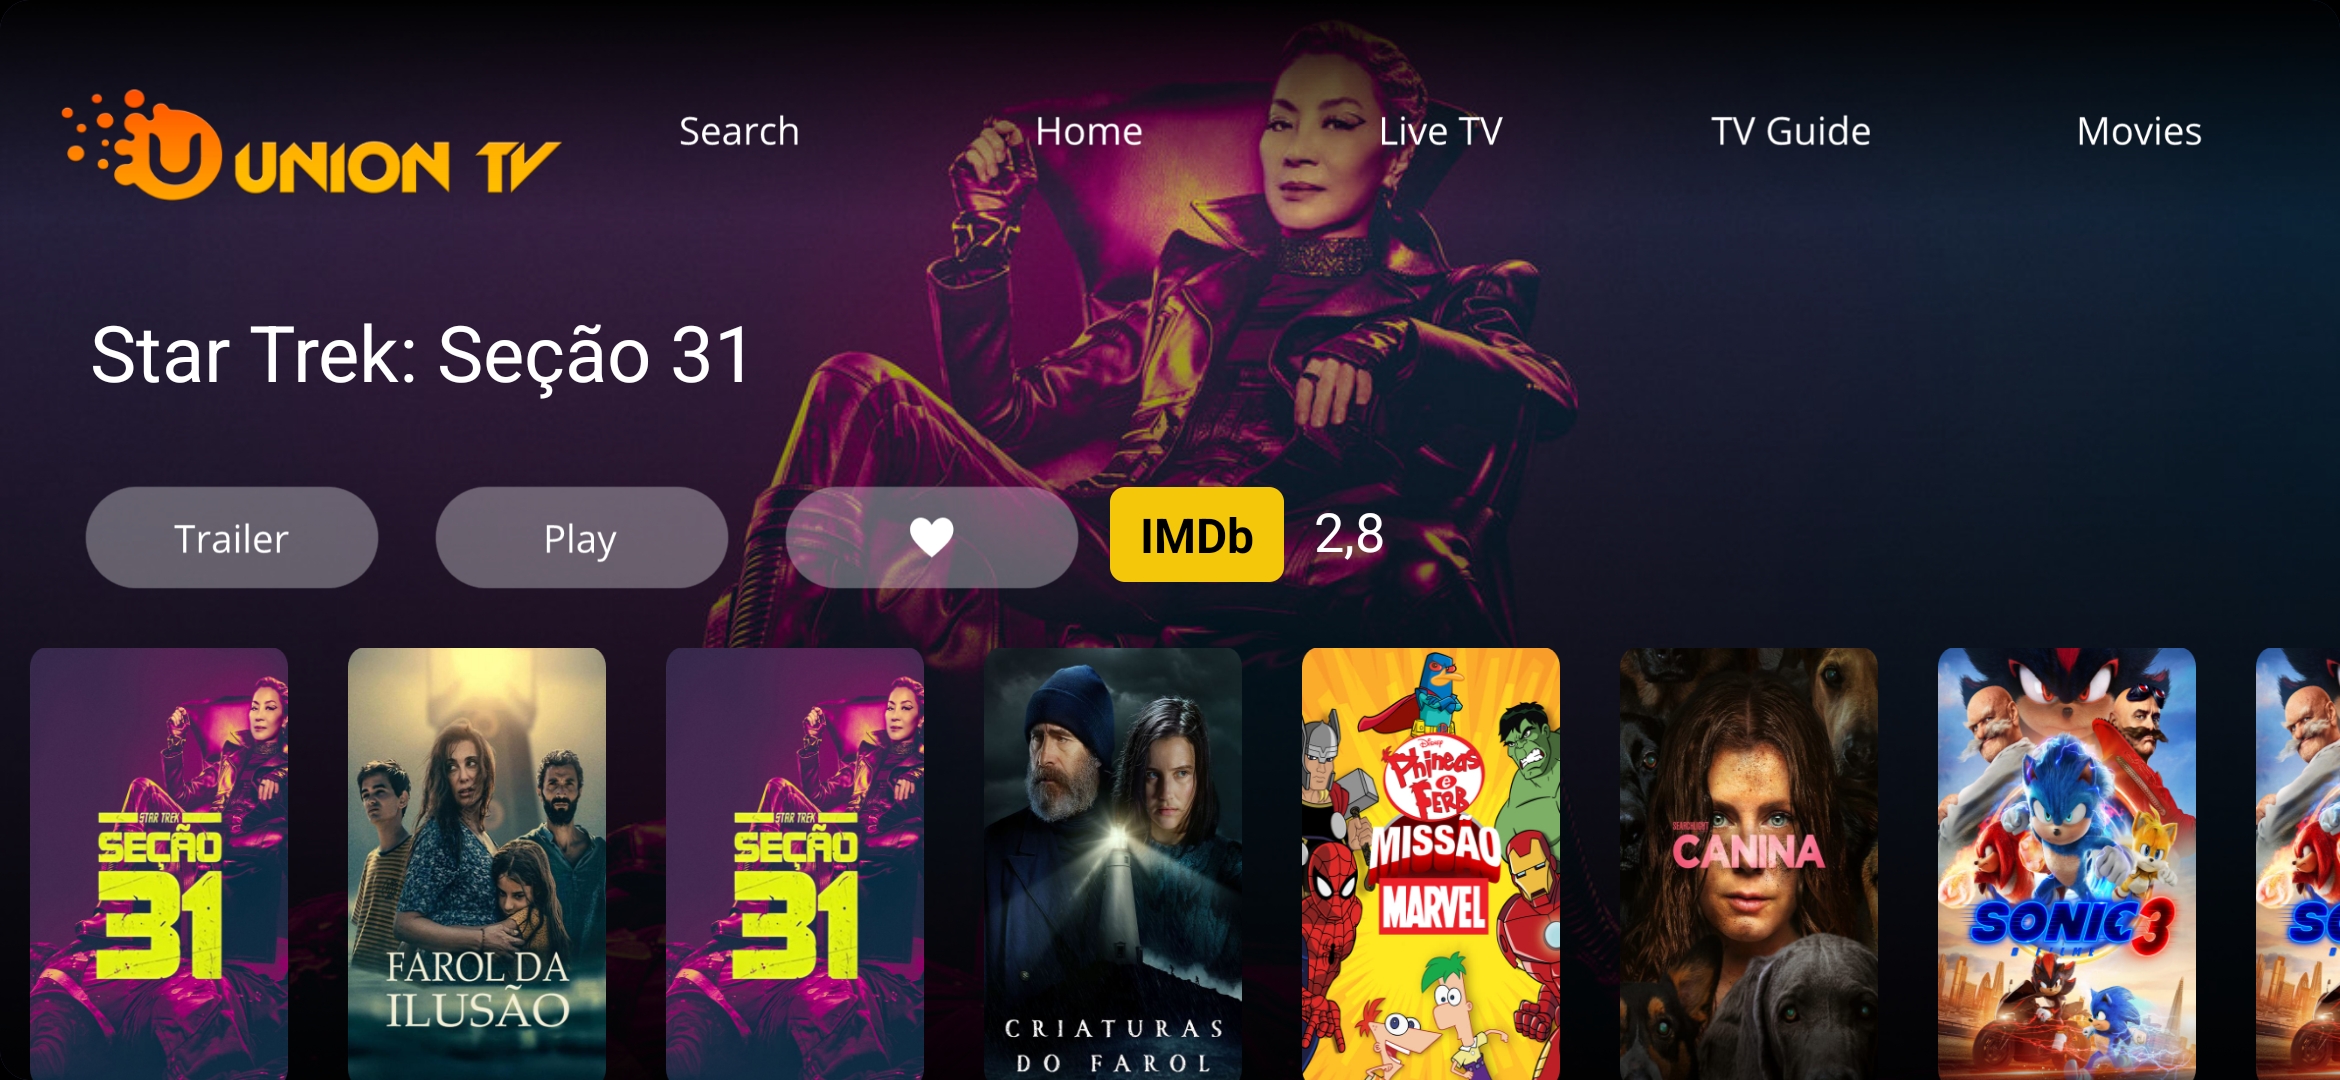 UNION TV
Search
Home
Live TV
TV Guide
Movies
Star Trek: Seção 31
Trailer
Play
IMDb
2,8
STAR TREK
SEÇÃO
31
FAROL DA
ILUSÃO
STAR TREK
SEÇÃO
31
CRIATURAS
DO FAROL
Disney
Phineas
e
FERB
MISSÃO
MARVEL
SEARCHLIGHT
CANINA
SONIC 3